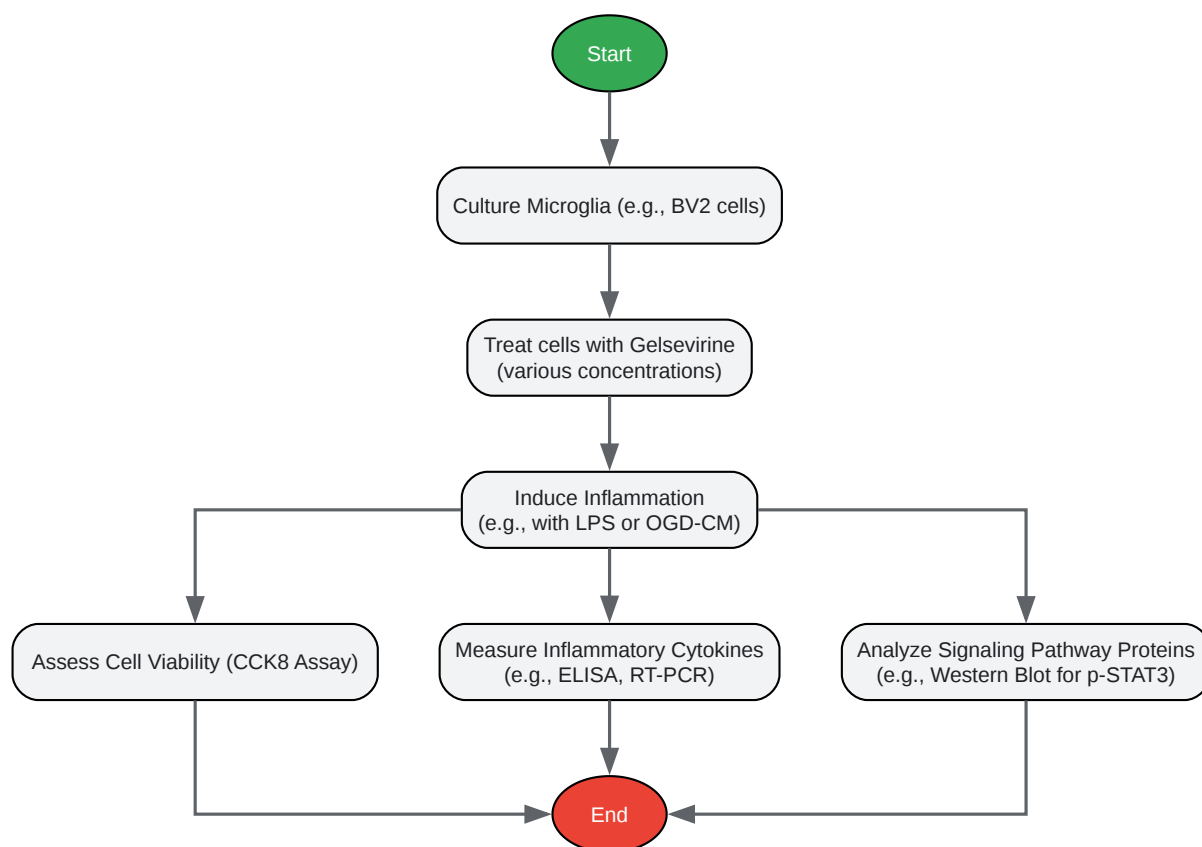 Start
Culture Microglia (e.g., BV2 cells)
Treat cells with Gelsevirine
(various concentrations)
Induce Inflammation
(e.g., with LPS or OGD-CM)
Assess Cell Viability (CCK8 Assay)
Measure Inflammatory Cytokines
(e.g., ELISA, RT-PCR)
Analyze Signaling Pathway Proteins
(e.g., Western Blot for p-STAT3)
End